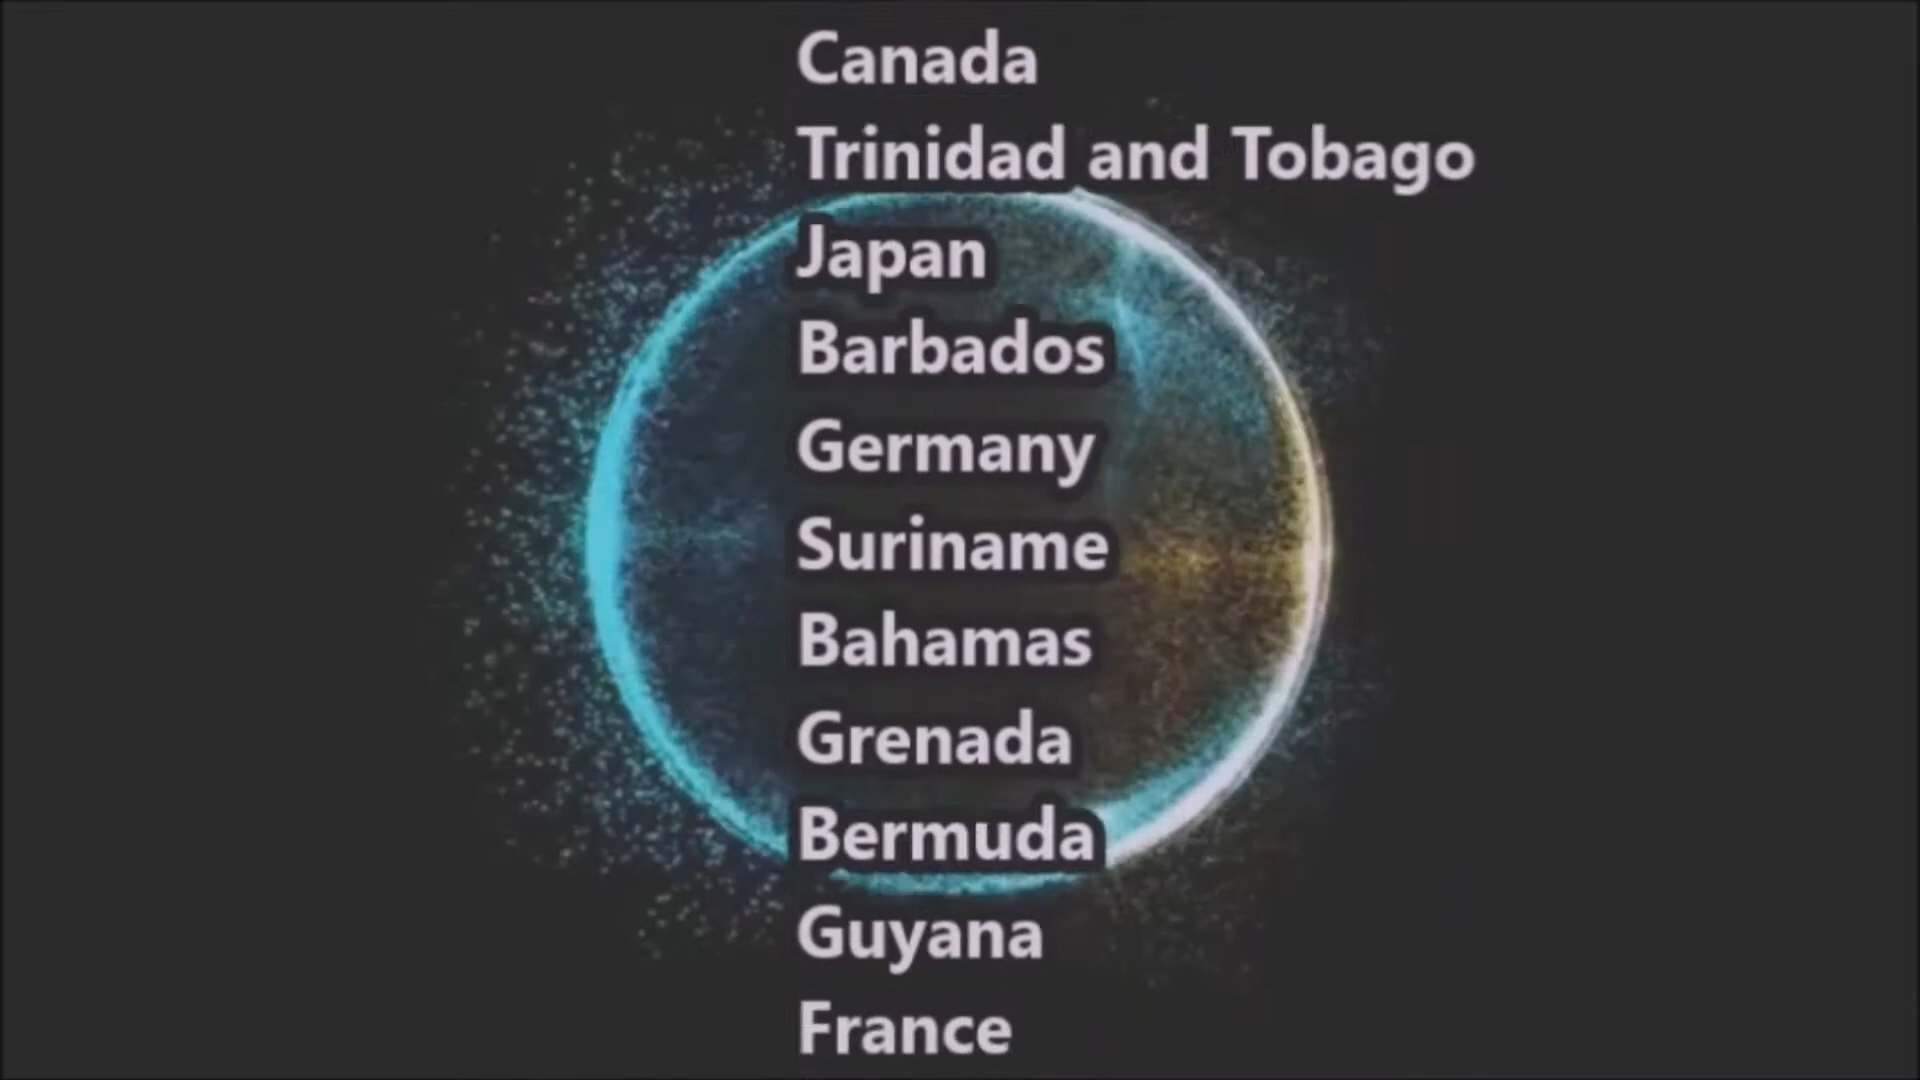 Canada
Trinidad and Tobago
Japan
Barbados
Germany
Suriname
Bahamas
Grenada
Bermuda
Guyana
France